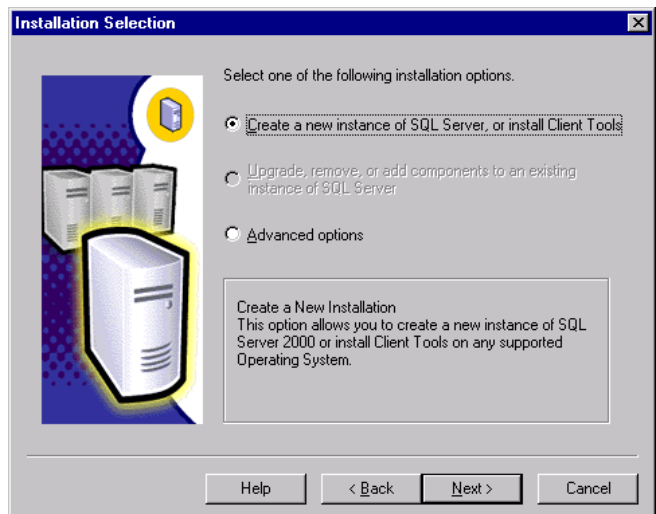 Installation Selection
Select one of the following installation options.
Create a new instance of SQL Server, or install Client Tools
Upgrade, remove, or add components to an existing
instance of SQL Server
Advanced options
Create a New Installation
This option allows you to create a new instance of SQL
Server 2000 or install Client Tools on any supported
Operating System.
Help
< Back
Next >
Cancel